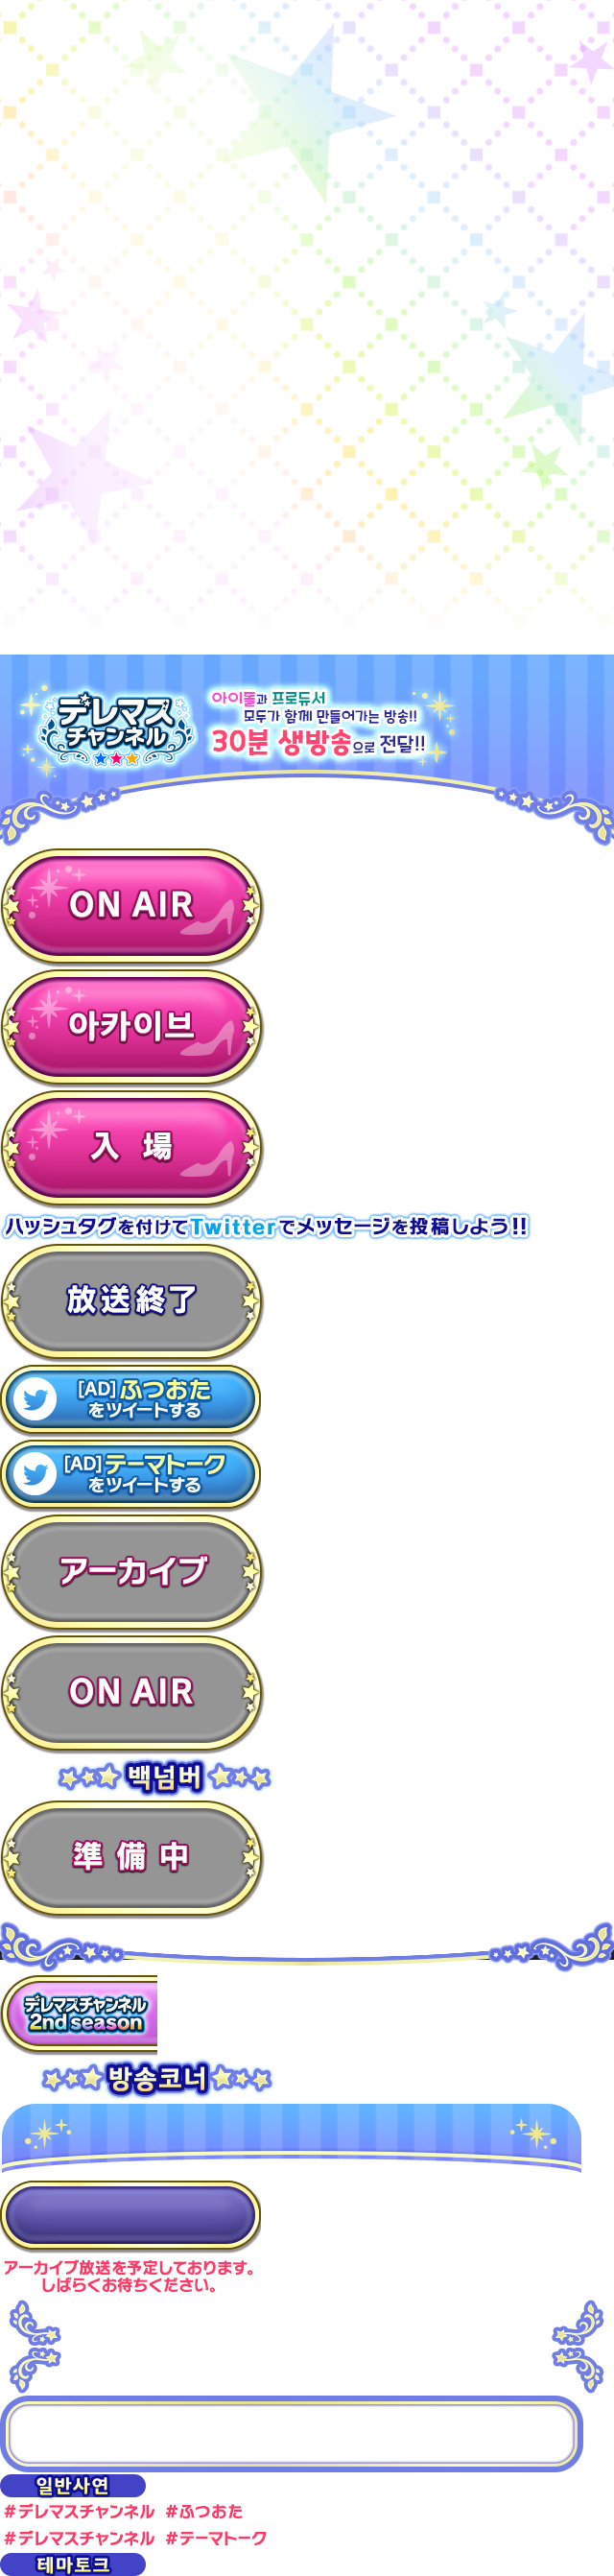 デレマス
チャンネル
아이돌과 프로듀서
모두가 함께 만들어가는 방송!!
30분 생방송으로 전달!!
ON AIR
아카이브
入場
ハッシュタグを付けてTwitterでメッセージを投稿しよう!!
放送終了
[AD]ふつおた
をツイートする
[AD]テーマトーク
をツイートする
アーカイブ
ON AIR
백넘버
準備中
デレマスチャンネル
2nd season
방송코너
アーカイブ放送を予定しております。
しばらくお待ちください。
일반사연
#デレマスチャンネル #ふつおた
#デレマスチャンネル #テーマトーク
테마토크